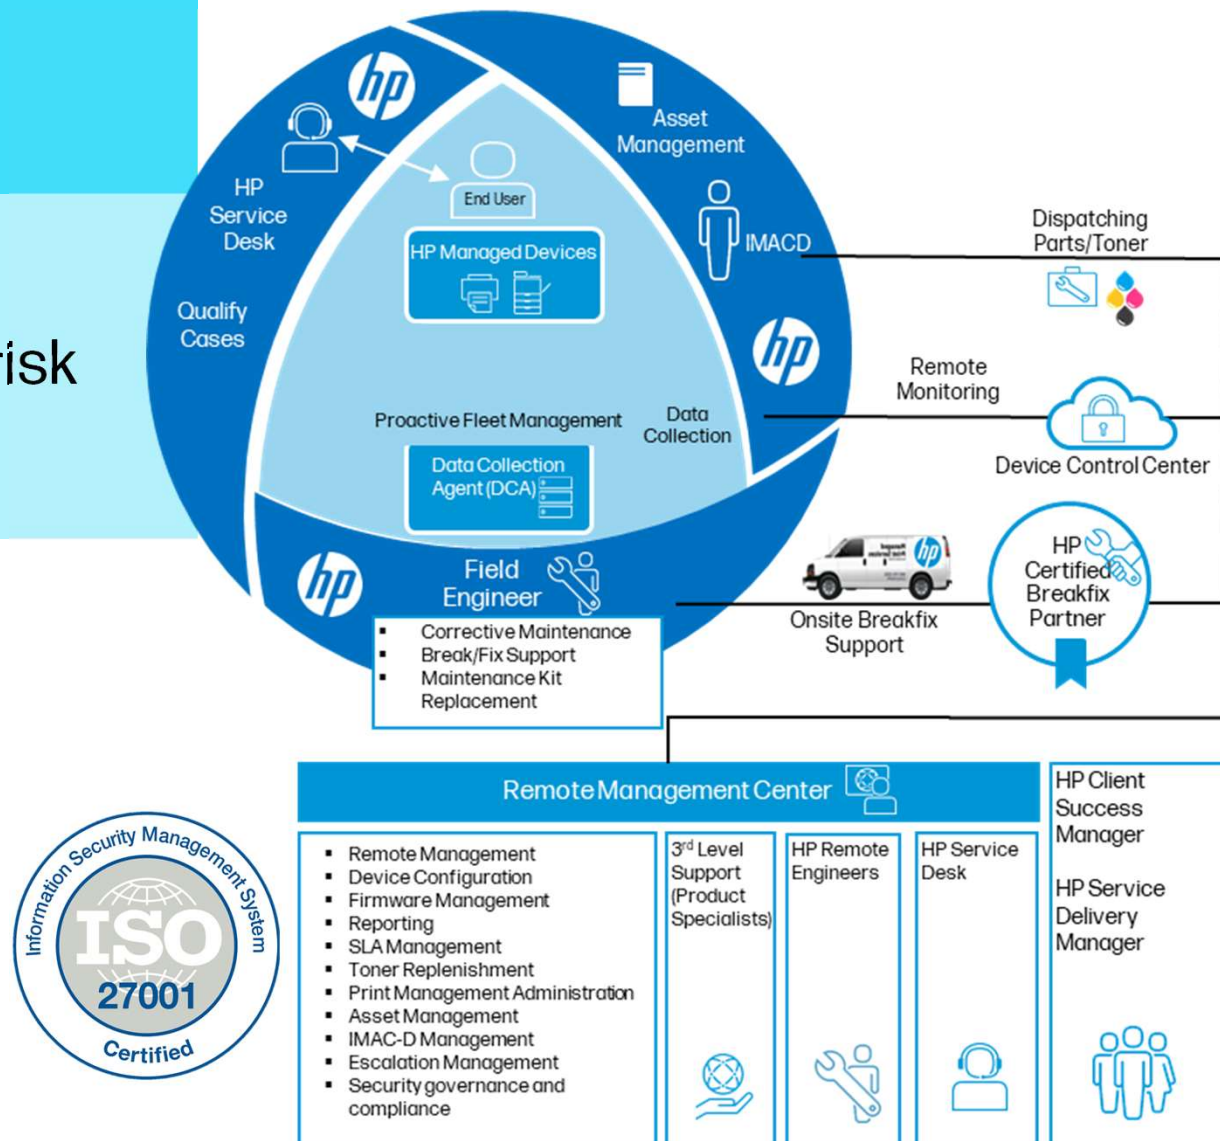 risk
hp
HP
Service
Desk
Qualify
Cases
End User
HP Managed Devices
Proactive Fleet Management
Data Collection
Agent (DCA)
Data
Collection
Asset
Management
IMACD
hp
hp
Field
Engineer
▪ Corrective Maintenance
▪ Break/Fix Support
▪ Maintenance Kit
Replacement
Dispatching
Parts/Toner
Remote
Monitoring
Device Control Center
hp
Onsite Breakfix
Support
HP
Certified
Breakfix
Partner
Remote Management Center
▪ Remote Management
▪ Device Configuration
▪ Firmware Management
▪ Reporting
▪ SLA Management
▪ Toner Replenishment
▪ Print Management Administration
▪ Asset Management
▪ IMAC-D Management
▪ Escalation Management
▪ Security governance and
compliance
3rd Level
Support
(Product
Specialists)
HP Remote
Engineers
HP Service
Desk
HP Client
Success
Manager
HP Service
Delivery
Manager
Information Security Management System
ISO
27001
Certified